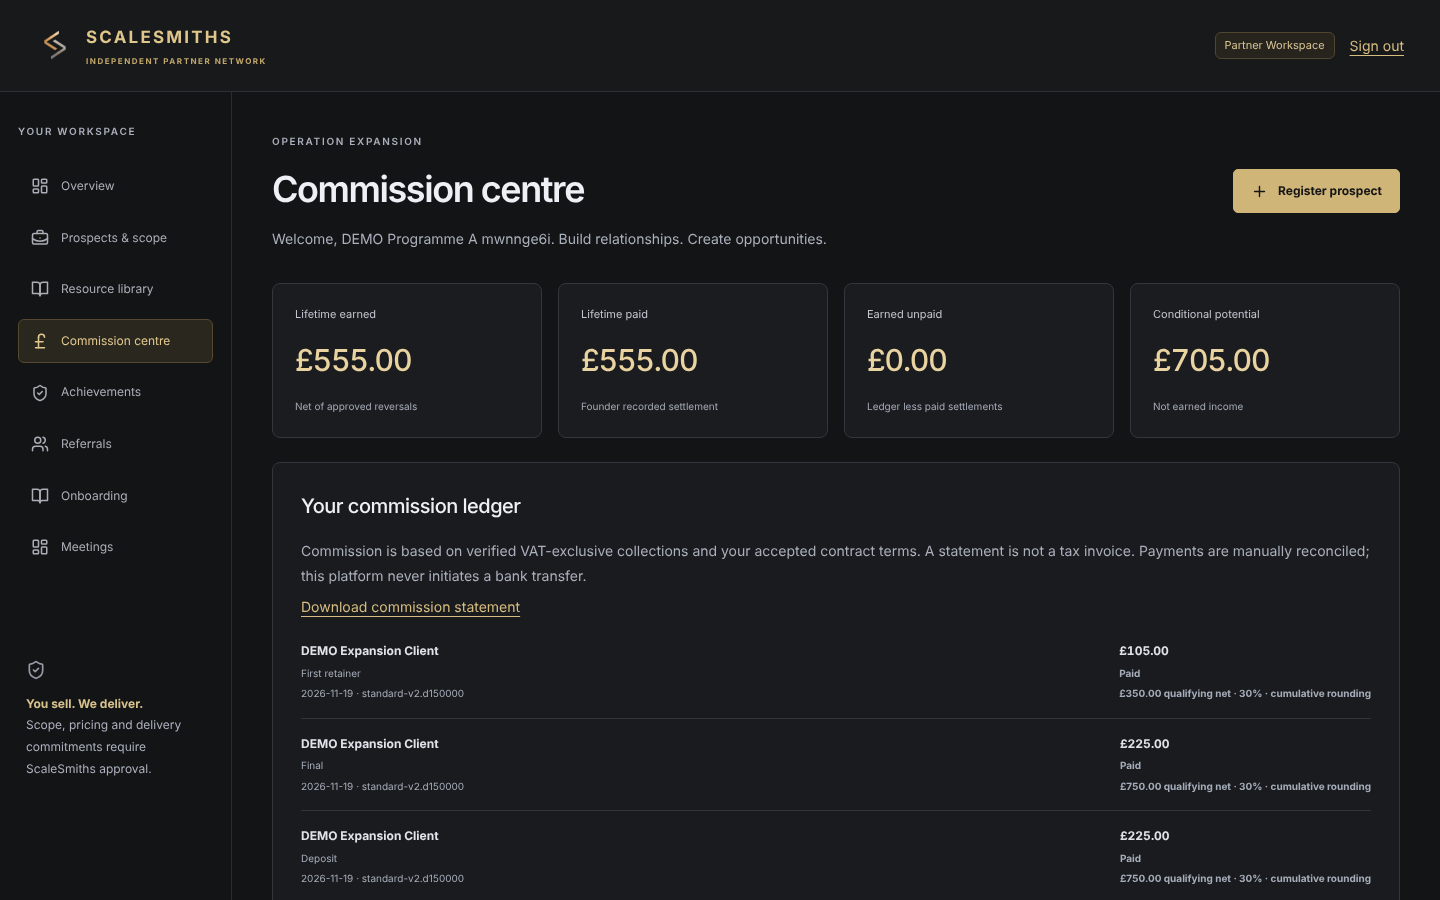 SCALESMITHS
INDEPENDENT PARTNER NETWORK
Partner Workspace
Sign out
YOUR WORKSPACE
Overview
Prospects & scope
Resource library
Commission centre
Achievements
Referrals
Onboarding
Meetings
You sell. We deliver.
Scope, pricing and delivery
commitments require
ScaleSmiths approval.
OPERATION EXPANSION
Commission centre
Register prospect
Welcome, DEMO Programme A mwnnge6i. Build relationships. Create opportunities.
Lifetime earned
£555.00
Net of approved reversals
Lifetime paid
£555.00
Founder recorded settlement
Earned unpaid
£0.00
Ledger less paid settlements
Conditional potential
£705.00
Not earned income
Your commission ledger
Commission is based on verified VAT-exclusive collections and your accepted contract terms. A statement is not a tax invoice. Payments are manually reconciled;
this platform never initiates a bank transfer.
Download commission statement
DEMO Expansion Client
First retainer
2026-11-19 · standard-v2.d150000
£105.00
Paid
£350.00 qualifying net · 30% · cumulative rounding
DEMO Expansion Client
Final
2026-11-19 · standard-v2.d150000
£225.00
Paid
£750.00 qualifying net · 30% · cumulative rounding
DEMO Expansion Client
Deposit
2026-11-19 · standard-v2.d150000
£225.00
Paid
£750.00 qualifying net · 30% · cumulative rounding